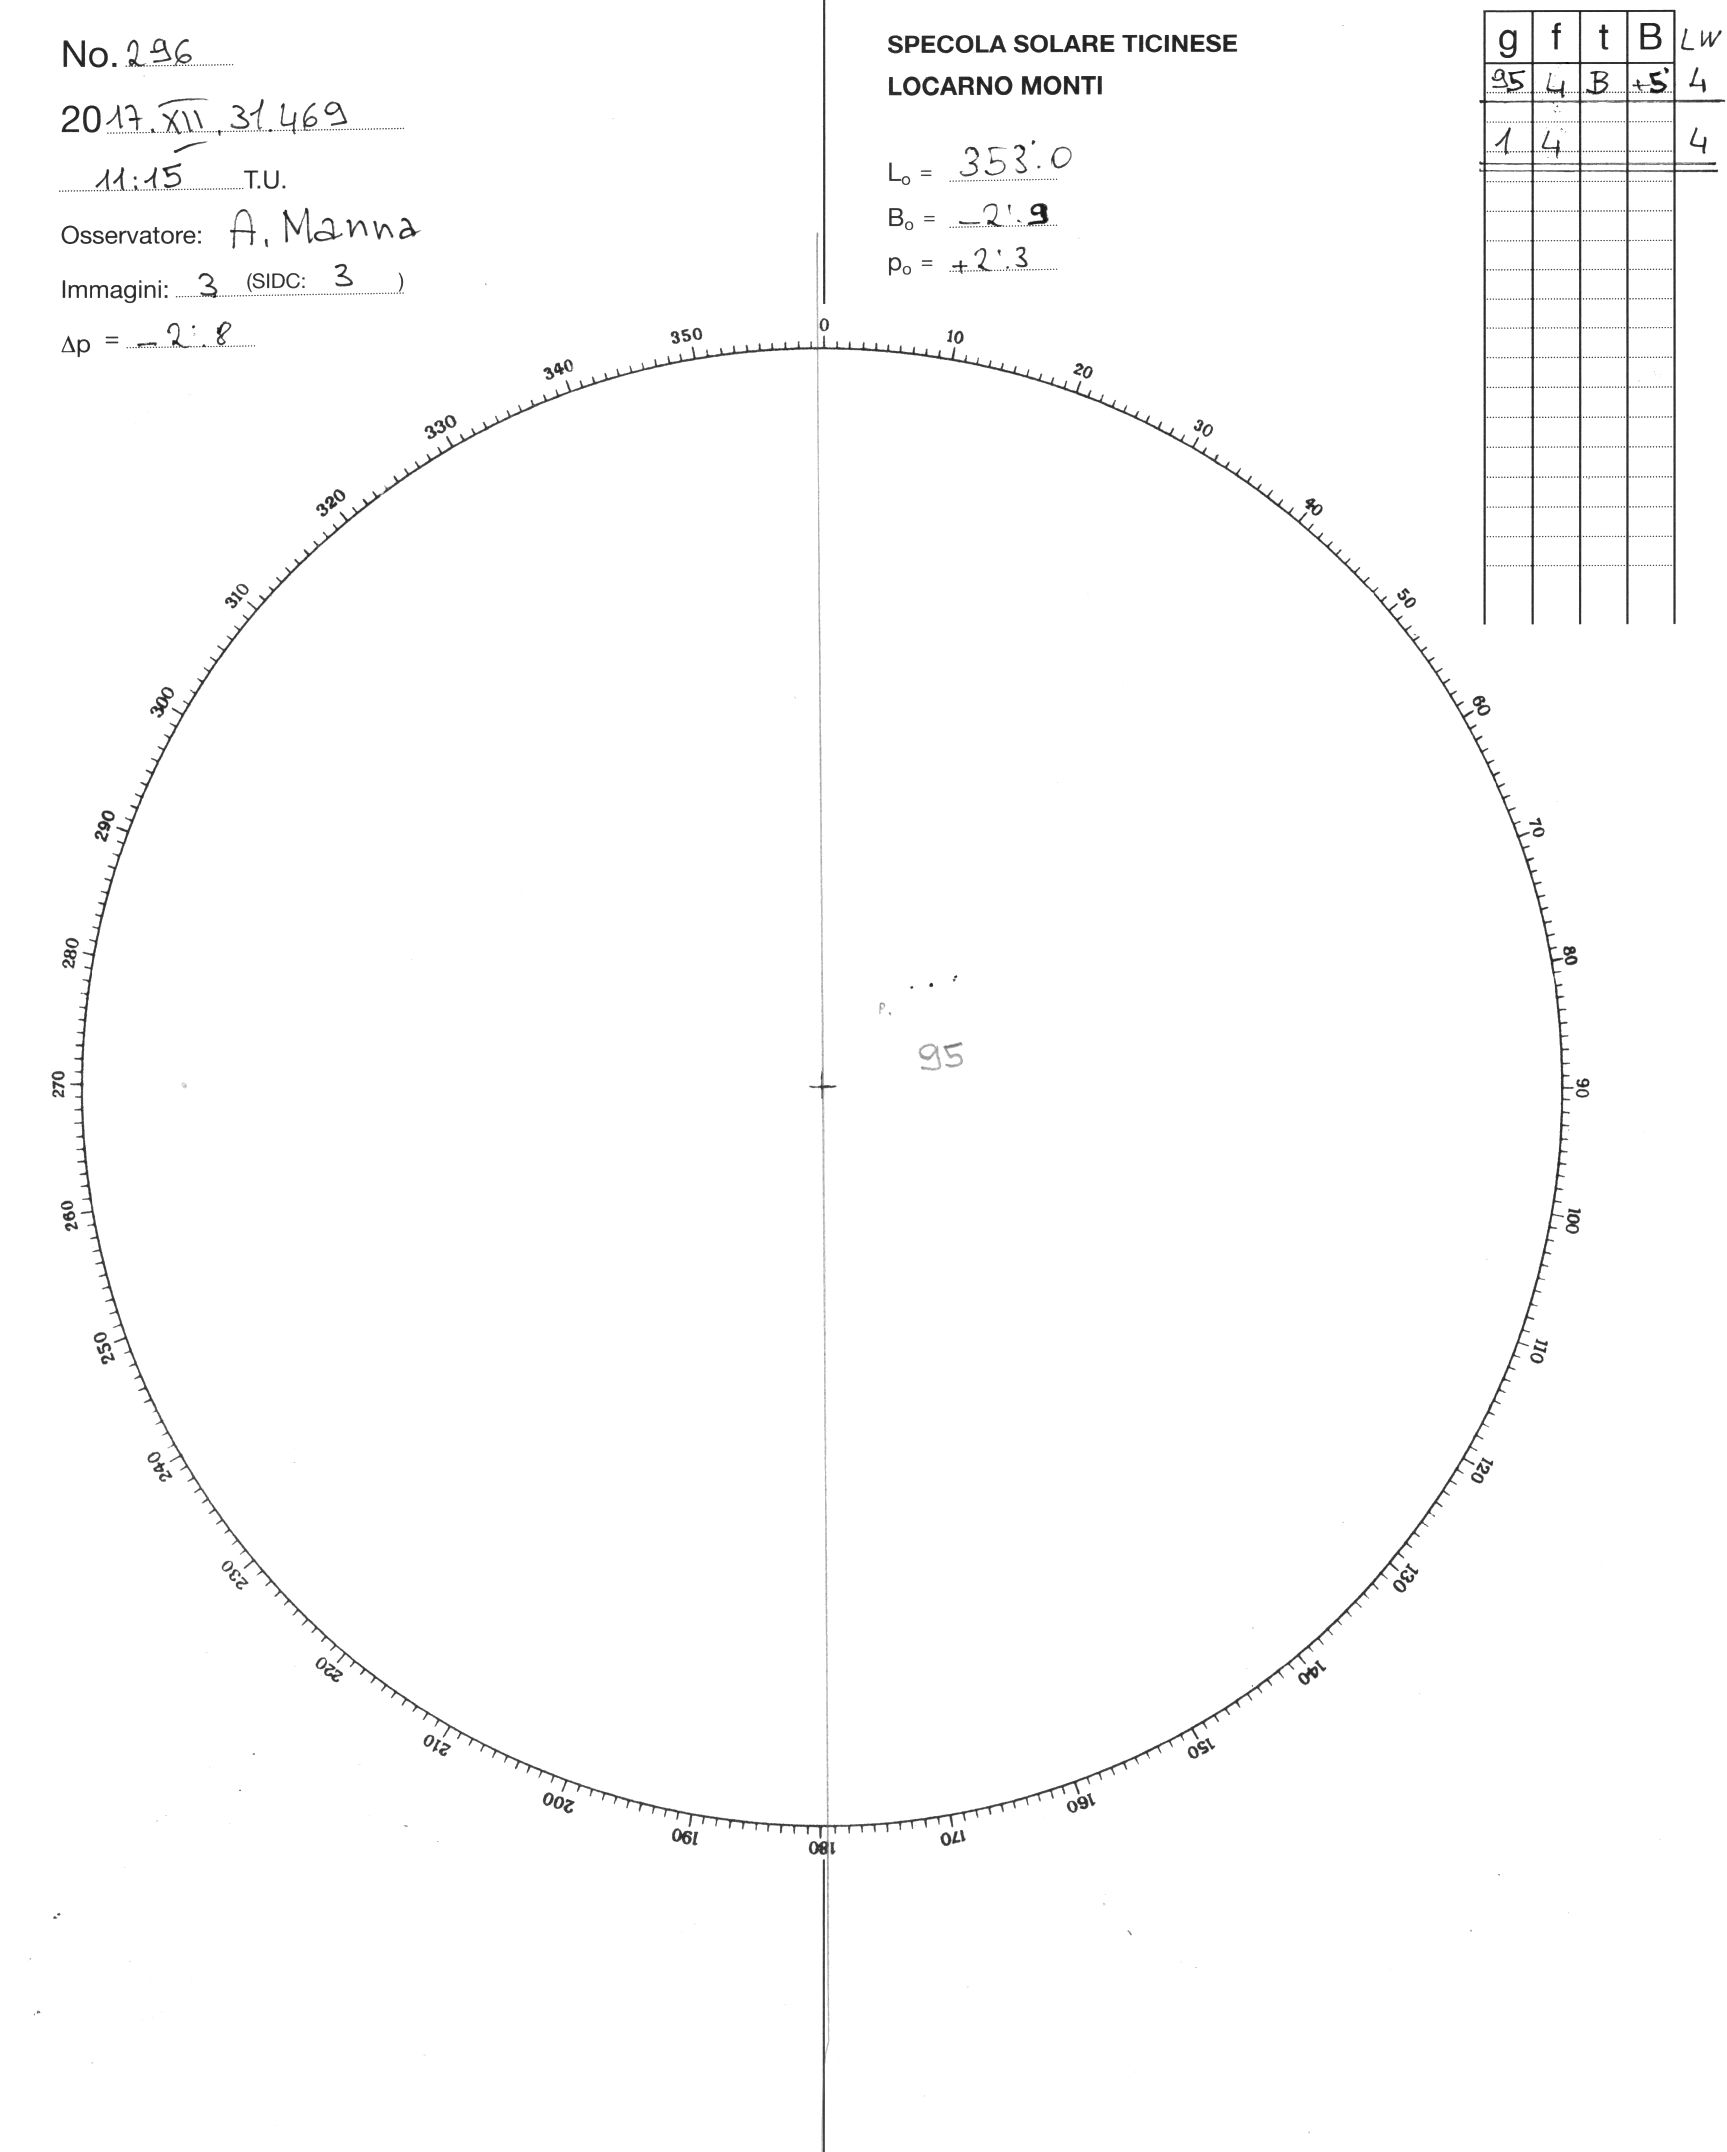 No. 296
2017.XII.31.469
11:15 T.U.
Osservatore: A. Manna
Immagini: 3 (SIDC: 3 )
Δp = -2°.8
SPECOLA SOLARE TICINESE
LOCARNO MONTI
Lo = 353°.0
Bo = -2°.9
po = +2°.3
g f t B LW
95 4 B +5° 4
1 4 4
0
10
20
30
40
50
60
70
80
90
100
110
120
130
140
150
160
170
180
190
200
210
220
230
240
250
260
270
280
290
300
310
320
330
340
350
P.
95